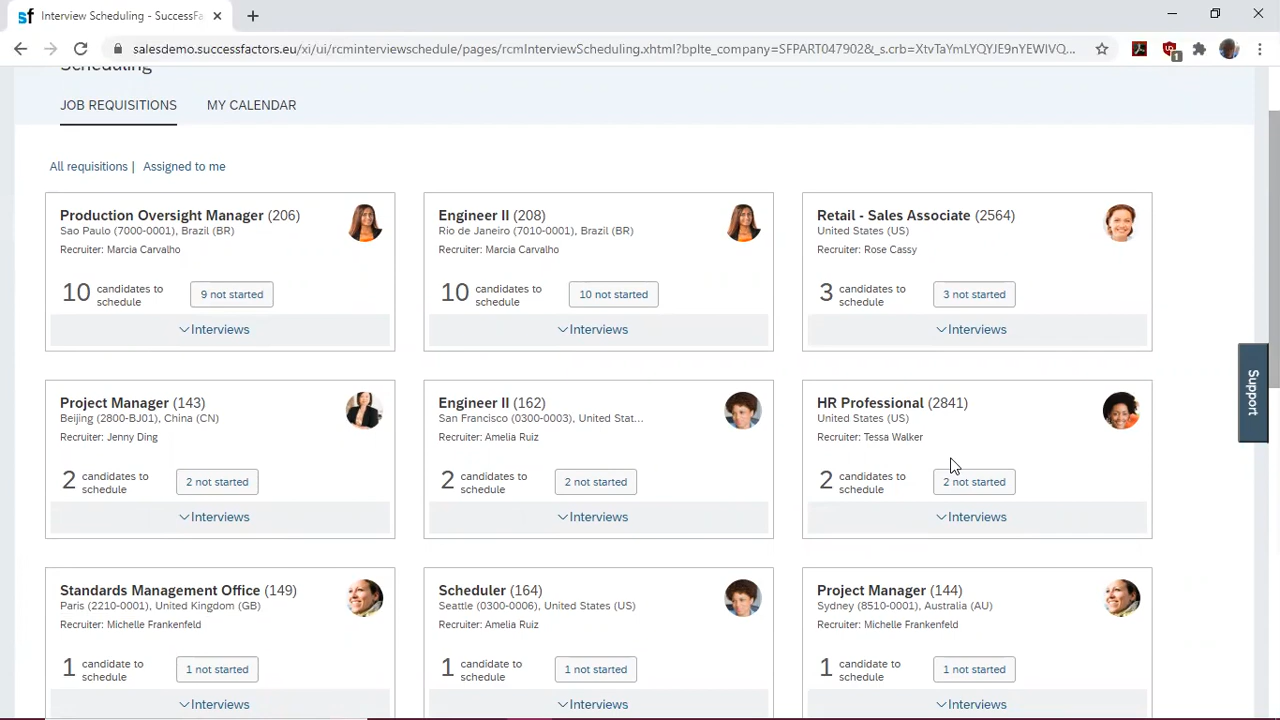 Interview Scheduling - SuccessFa
salesdemo.successfactors.eu/xi/ui/rcminterviewschedule/pages/rcmInterviewScheduling.xhtml?bplte_company=SFPART047902&_s.crb=XtvTaYmLYQYJE9nYEWIVQ...
1
Scheduling
JOB REQUISITIONS MY CALENDAR
All requisitions | Assigned to me
Production Oversight Manager (206)
Sao Paulo (7000-0001), Brazil (BR)
Recruiter: Marcia Carvalho
10 candidates to schedule 9 not started
Interviews
Engineer II (208)
Rio de Janeiro (7010-0001), Brazil (BR)
Recruiter: Marcia Carvalho
10 candidates to schedule 10 not started
Interviews
Retail - Sales Associate (2564)
United States (US)
Recruiter: Rose Cassy
3 candidates to schedule 3 not started
Interviews
Project Manager (143)
Beijing (2800-BJ01), China (CN)
Recruiter: Jenny Ding
2 candidates to schedule 2 not started
Interviews
Engineer II (162)
San Francisco (0300-0003), United Stat...
Recruiter: Amelia Ruiz
2 candidates to schedule 2 not started
Interviews
HR Professional (2841)
United States (US)
Recruiter: Tessa Walker
2 candidates to schedule 2 not started
Interviews
Standards Management Office (149)
Paris (2210-0001), United Kingdom (GB)
Recruiter: Michelle Frankenfeld
1 candidate to schedule 1 not started
Interviews
Scheduler (164)
Seattle (0300-0006), United States (US)
Recruiter: Amelia Ruiz
1 candidate to schedule 1 not started
Interviews
Project Manager (144)
Sydney (8510-0001), Australia (AU)
Recruiter: Michelle Frankenfeld
1 candidate to schedule 1 not started
Interviews
Support